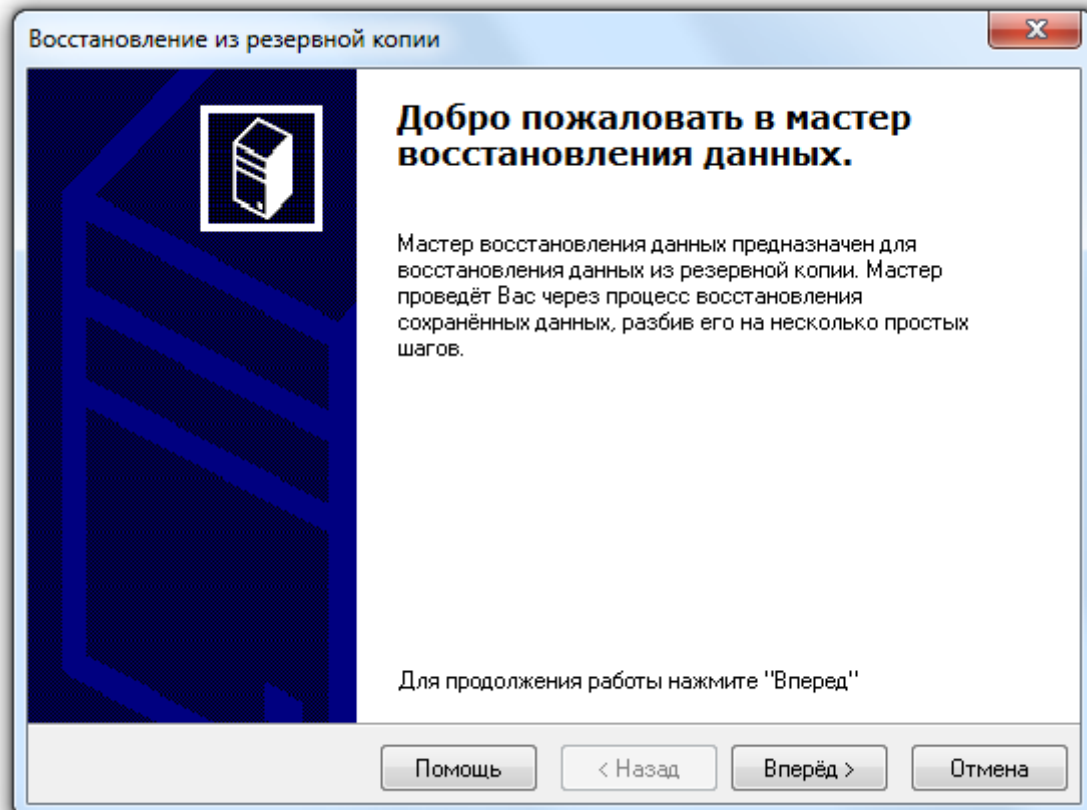 Восстановление из резервной копии
Добро пожаловать в мастер
восстановления данных.
Мастер восстановления данных предназначен для
восстановления данных из резервной копии. Мастер
проведёт Вас через процесс восстановления
сохранённых данных, разбив его на несколько простых
шагов.
Для продолжения работы нажмите "Вперед"
Помощь < Назад Вперёд > Отмена